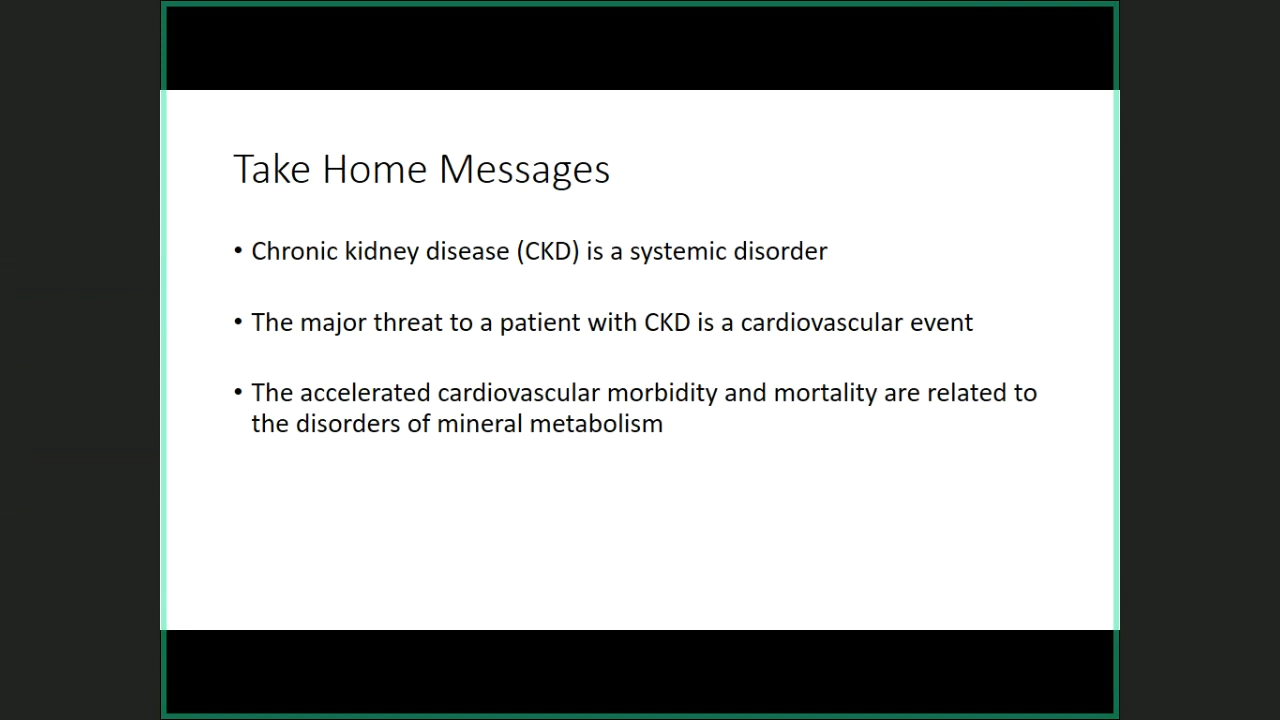 Take Home Messages
• Chronic kidney disease (CKD) is a systemic disorder
• The major threat to a patient with CKD is a cardiovascular event
• The accelerated cardiovascular morbidity and mortality are related to
the disorders of mineral metabolism